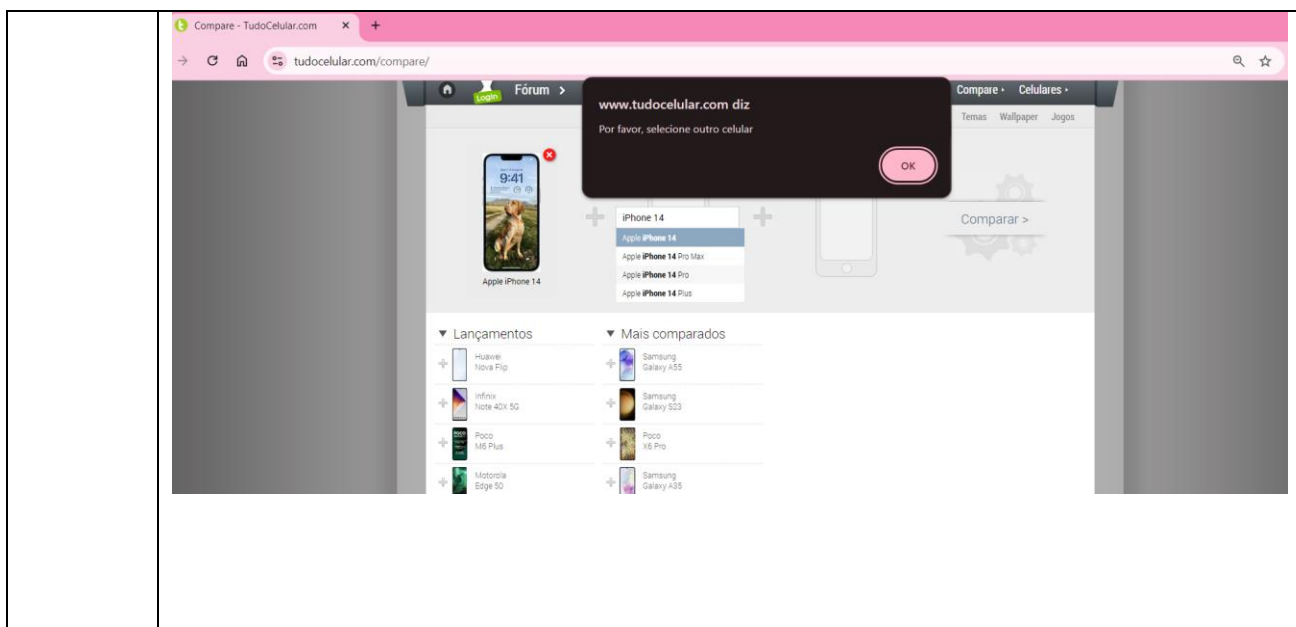 Compare - TudoCelular.com
tudocelular.com/compare/
Login
Fórum >
Compare
Celulares
Temas Wallpaper Jogos
www.tudocelular.com diz
Por favor, selecione outro celular
OK
9:41
Apple iPhone 14
iPhone 14
Apple iPhone 14
Apple iPhone 14 Pro Max
Apple iPhone 14 Pro
Apple iPhone 14 Plus
Comparar >
Lançamentos
Huawei
Nova Flip
Infinix
Note 40X 5G
Poco
M6 Plus
Motorola
Edge 50
Mais comparados
Samsung
Galaxy A55
Samsung
Galaxy S23
Poco
X6 Pro
Samsung
Galaxy A35